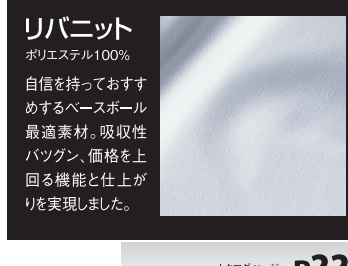 リバニット
ポリエステル100%
自信を持っておすす
めするベースボール
最適素材。吸収性
バツグン、価格を上
回る機能と仕上が
りを実現しました。